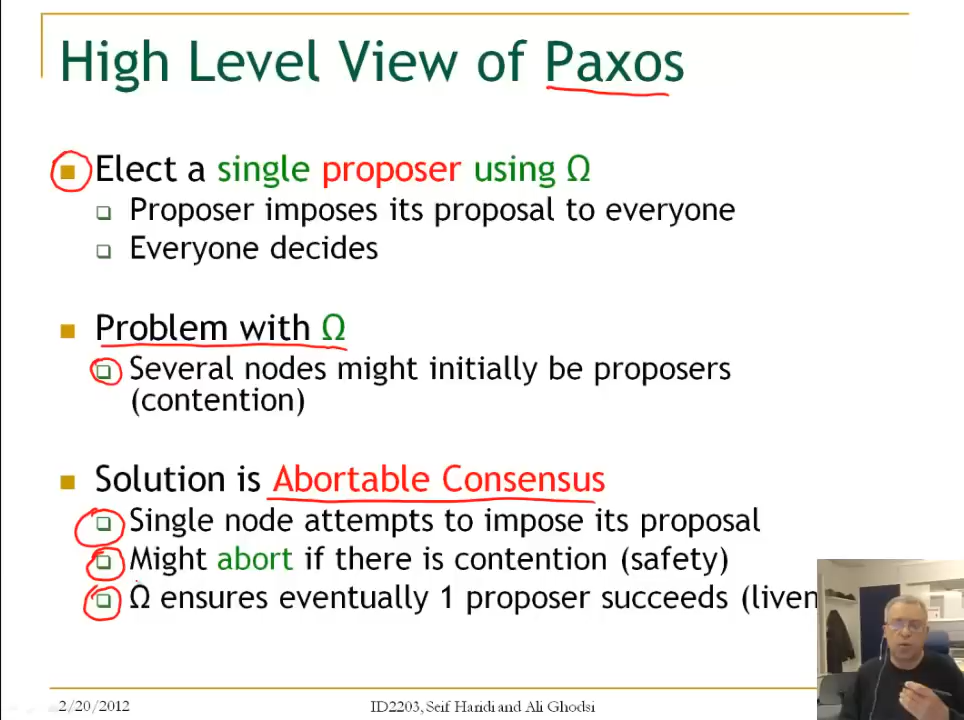 High Level View of Paxos
Elect a single proposer using Ω
Proposer imposes its proposal to everyone
Everyone decides
Problem with Ω
Several nodes might initially be proposers
(contention)
Solution is Abortable Consensus
Single node attempts to impose its proposal
Might abort if there is contention (safety)
Ω ensures eventually 1 proposer succeeds (liven
2/20/2012
ID2203, Seif Haridi and Ali Ghodsi